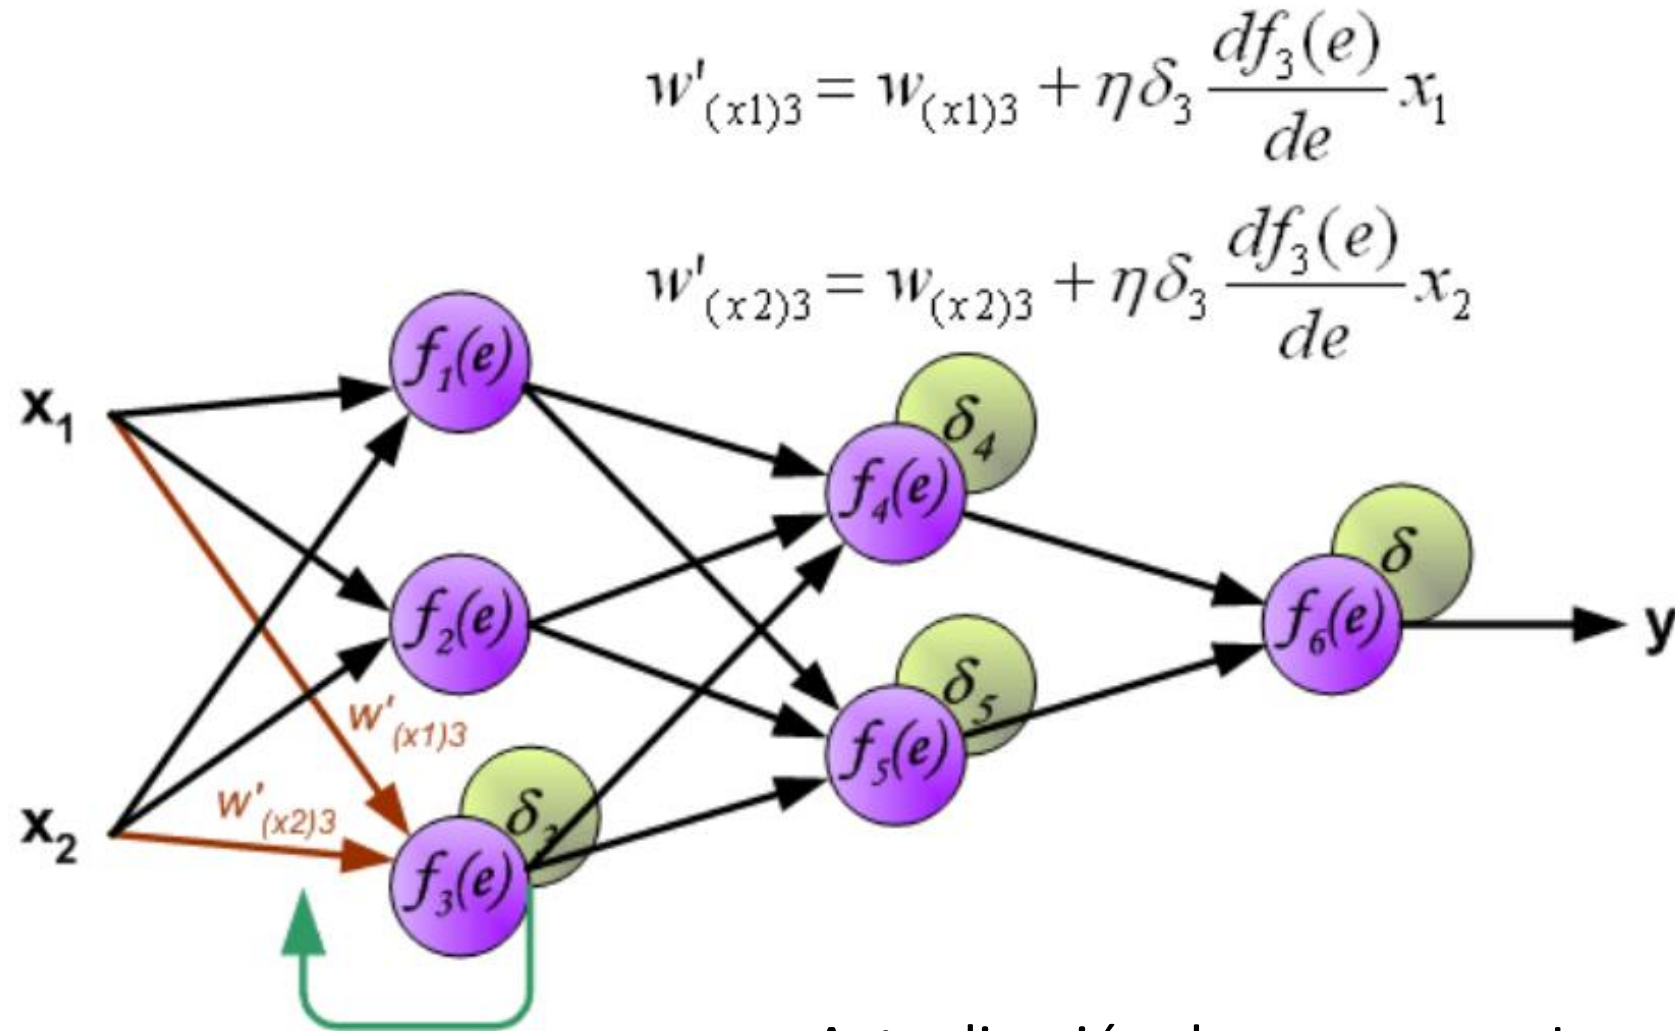 w'(x1)3 = w(x1)3 + ηδ3 df3(e)/de x1
w'(x2)3 = w(x2)3 + ηδ3 df3(e)/de x2
f1(e)
x1
δ4
f4(e)
δ
f2(e)
f6(e)
y
δ5
w'(x1)3
f5(e)
w'(x2)3
x2
δ3
f3(e)